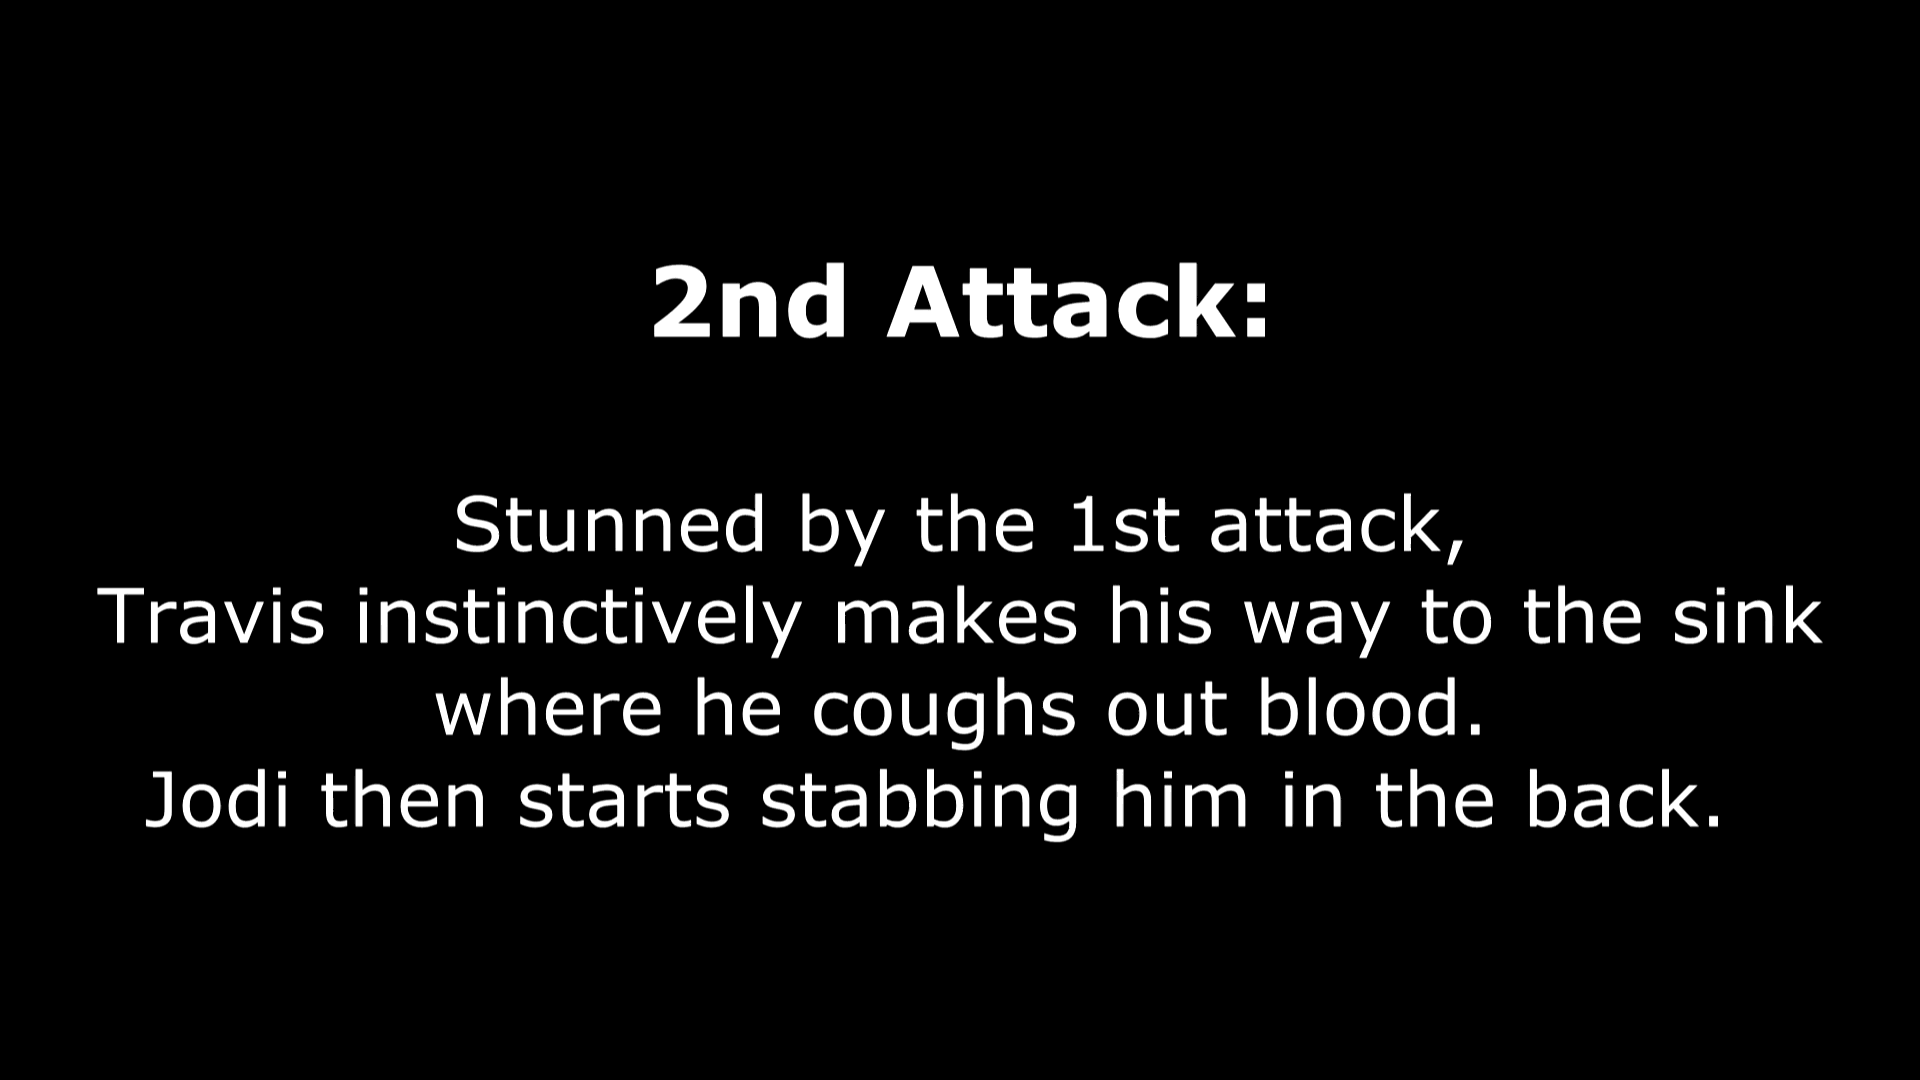 2nd Attack:
Stunned by the 1st attack,
Travis instinctively makes his way to the sink
where he coughs out blood.
Jodi then starts stabbing him in the back.